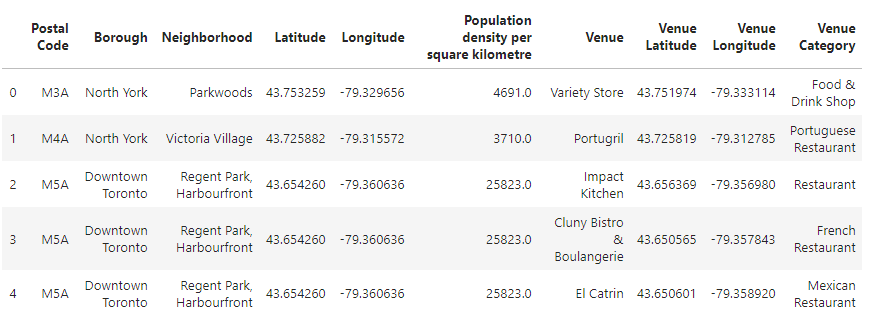 Postal Code Borough Neighborhood Latitude Longitude Population density per square kilometre Venue Venue Latitude Venue Longitude Venue Category
0 M3A North York Parkwoods 43.753259 -79.329656 4691.0 Variety Store 43.751974 -79.333114 Food & Drink Shop
1 M4A North York Victoria Village 43.725882 -79.315572 3710.0 Portugril 43.725819 -79.312785 Portuguese Restaurant
2 M5A Downtown Toronto Regent Park, Harbourfront 43.654260 -79.360636 25823.0 Impact Kitchen 43.656369 -79.356980 Restaurant
3 M5A Downtown Toronto Regent Park, Harbourfront 43.654260 -79.360636 25823.0 Cluny Bistro & Boulangerie 43.650565 -79.357843 French Restaurant
4 M5A Downtown Toronto Regent Park, Harbourfront 43.654260 -79.360636 25823.0 El Catrin 43.650601 -79.358920 Mexican Restaurant